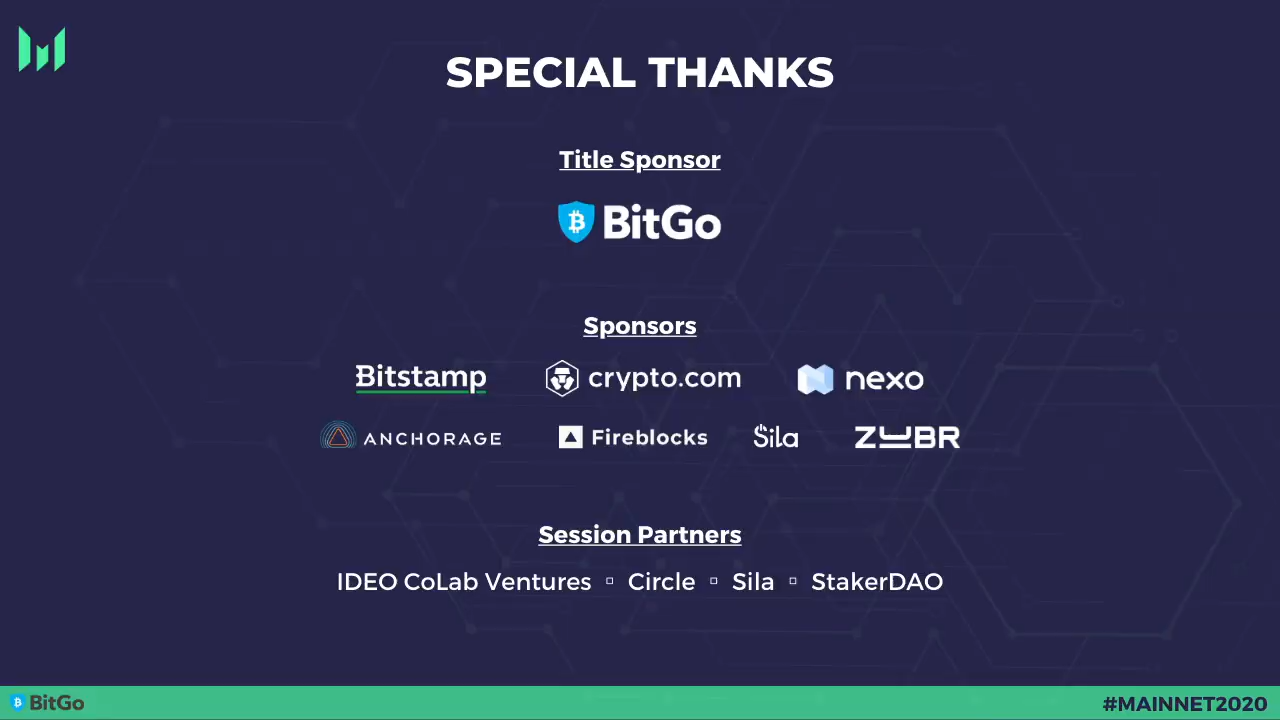 SPECIAL THANKS
Title Sponsor
BitGo
Sponsors
Bitstamp crypto.com nexo
ANCHORAGE Fireblocks Sila ZUBR
Session Partners
IDEO CoLab Ventures ▫ Circle ▫ Sila ▫ StakerDAO
BitGo #MAINNET2020